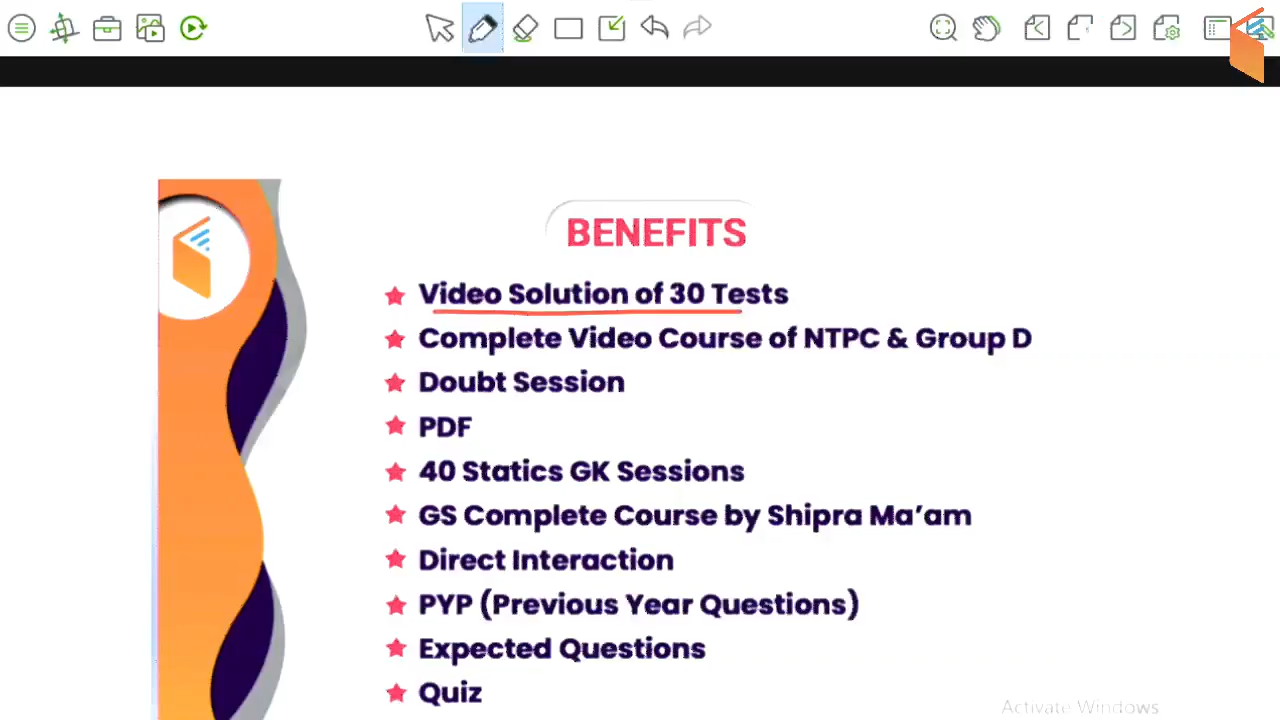 BENEFITS
Video Solution of 30 Tests
Complete Video Course of NTPC & Group D
Doubt Session
PDF
40 Statics GK Sessions
GS Complete Course by Shipra Ma'am
Direct Interaction
PYP (Previous Year Questions)
Expected Questions
Quiz
Activate Windows